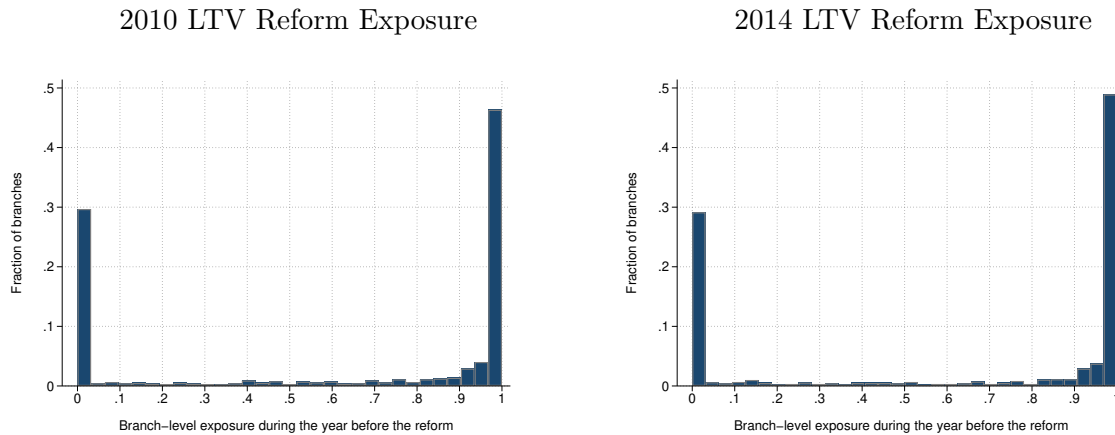 2010 LTV Reform Exposure
Fraction of branches
.5
.4
.3
.2
.1
0
0 .1 .2 .3 .4 .5 .6 .7 .8 .9 1
Branch-level exposure during the year before the reform
2014 LTV Reform Exposure
Fraction of branches
.5
.4
.3
.2
.1
0
0 .1 .2 .3 .4 .5 .6 .7 .8 .9 1
Branch-level exposure during the year before the reform